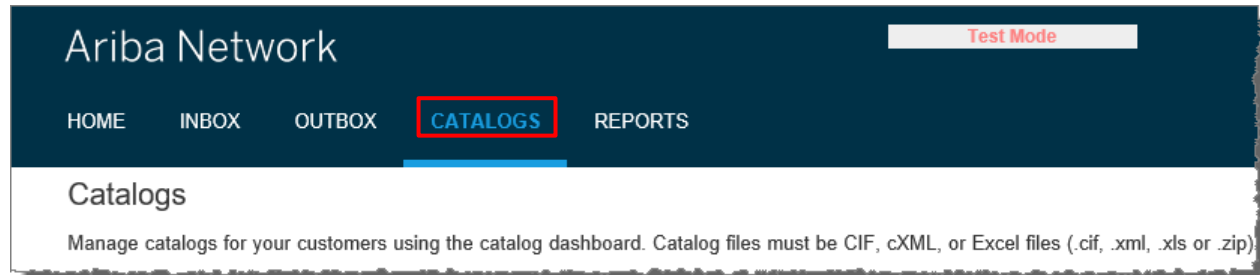 Ariba Network
Test Mode
HOME INBOX OUTBOX CATALOGS REPORTS
Catalogs
Manage catalogs for your customers using the catalog dashboard. Catalog files must be CIF, cXML, or Excel files (.cif, .xml, .xls or .zip)